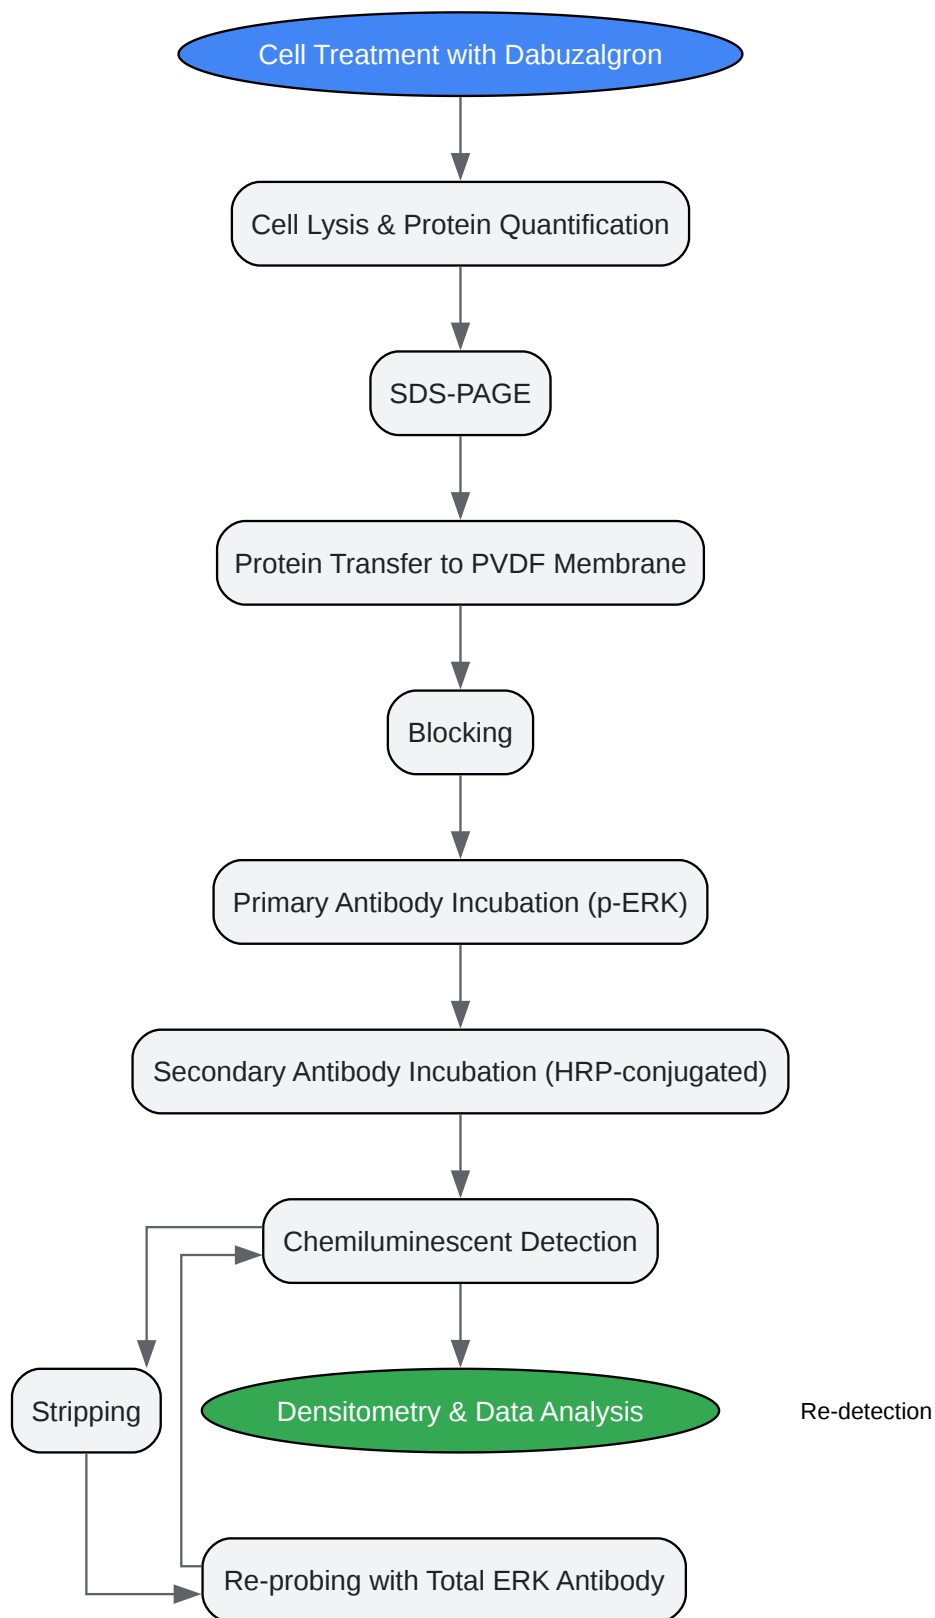 Cell Treatment with Dabuzalgron
Cell Lysis & Protein Quantification
SDS-PAGE
Protein Transfer to PVDF Membrane
Blocking
Primary Antibody Incubation (p-ERK)
Secondary Antibody Incubation (HRP-conjugated)
Chemiluminescent Detection
Stripping
Densitometry & Data Analysis
Re-detection
Re-probing with Total ERK Antibody